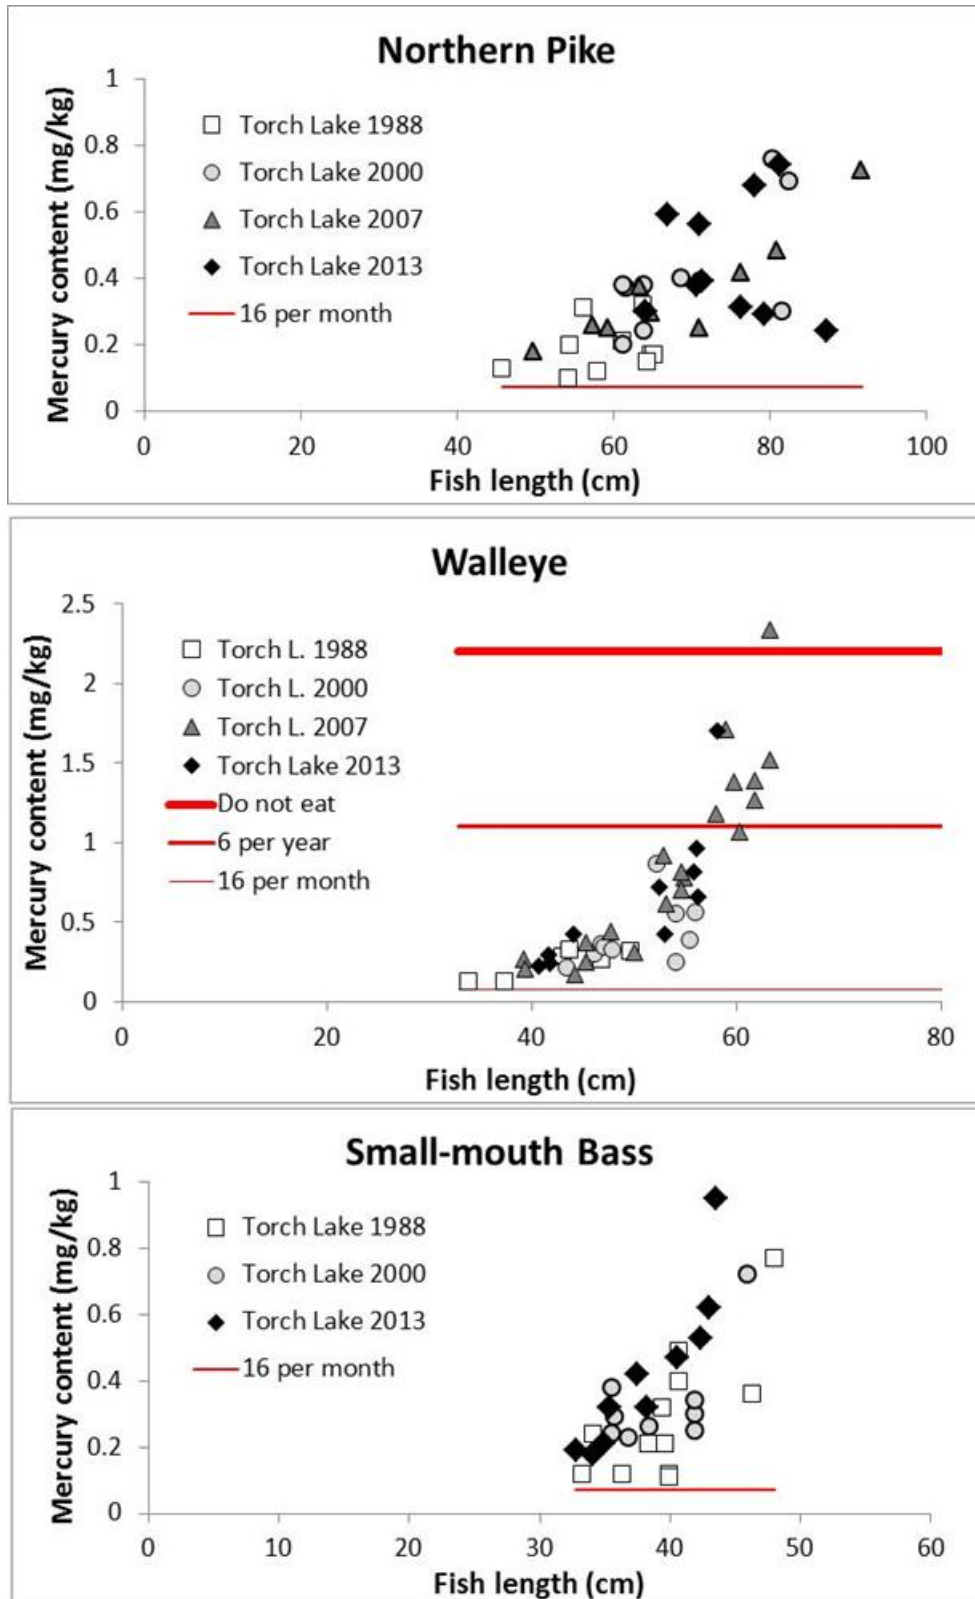 Northern Pike
Mercury content (mg/kg)
1
0.8
0.6
0.4
0.2
0
Torch Lake 1988
Torch Lake 2000
Torch Lake 2007
Torch Lake 2013
16 per month
0 20 40 60 80 100
Fish length (cm)
Walleye
Mercury content (mg/kg)
2.5
2
1.5
1
0.5
0
Torch L. 1988
Torch L. 2000
Torch L. 2007
Torch Lake 2013
Do not eat
6 per year
16 per month
0 20 40 60 80
Fish length (cm)
Small-mouth Bass
Mercury content (mg/kg)
1
0.8
0.6
0.4
0.2
0
Torch Lake 1988
Torch Lake 2000
Torch Lake 2013
16 per month
0 10 20 30 40 50 60
Fish length (cm)